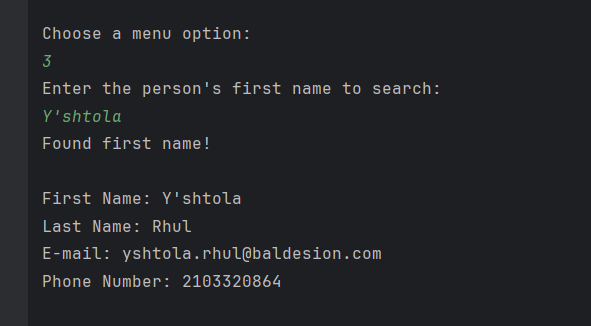 Choose a menu option:
3
Enter the person's first name to search:
Y'shtola
Found first name!
First Name: Y'shtola
Last Name: Rhul
E-mail: yshtola.rhul@baldesion.com
Phone Number: 2103320864